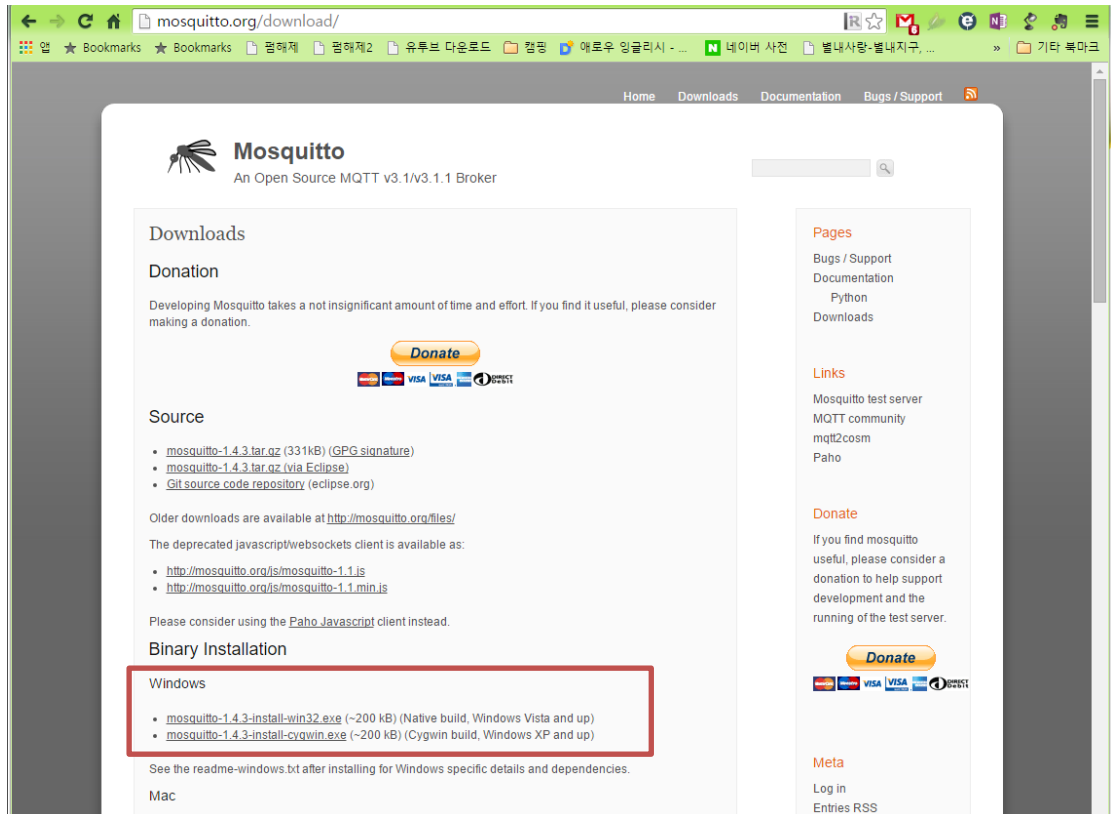 mosquitto.org/download/
앱 Bookmarks Bookmarks 펌해제 펌해제2 유투브 다운로드 캠핑 애로우 잉글리시 - ... 네이버 사전 별내사랑-별내지구, ... » 기타 북마크
Home Downloads Documentation Bugs / Support
Mosquitto
An Open Source MQTT v3.1/v3.1.1 Broker
Downloads
Donation
Developing Mosquitto takes a not insignificant amount of time and effort. If you find it useful, please consider
making a donation.
Donate
VISA VISA DIRECT Debit
Source
mosquitto-1.4.3.tar.gz (331kB) (GPG signature)
mosquitto-1.4.3.tar.gz (via Eclipse)
Git source code repository (eclipse.org)
Older downloads are available at http://mosquitto.org/files/
The deprecated javascript/websockets client is available as:
http://mosquitto.org/js/mosquitto-1.1.js
http://mosquitto.org/js/mosquitto-1.1.min.js
Please consider using the Paho Javascript client instead.
Binary Installation
Windows
mosquitto-1.4.3-install-win32.exe (~200 kB) (Native build, Windows Vista and up)
mosquitto-1.4.3-install-cygwin.exe (~200 kB) (Cygwin build, Windows XP and up)
See the readme-windows.txt after installing for Windows specific details and dependencies.
Mac
Pages
Bugs / Support
Documentation
Python
Downloads
Links
Mosquitto test server
MQTT community
mqtt2cosm
Paho
Donate
If you find mosquitto
useful, please consider a
donation to help support
development and the
running of the test server.
Donate
VISA VISA DIRECT Debit
Meta
Log in
Entries RSS